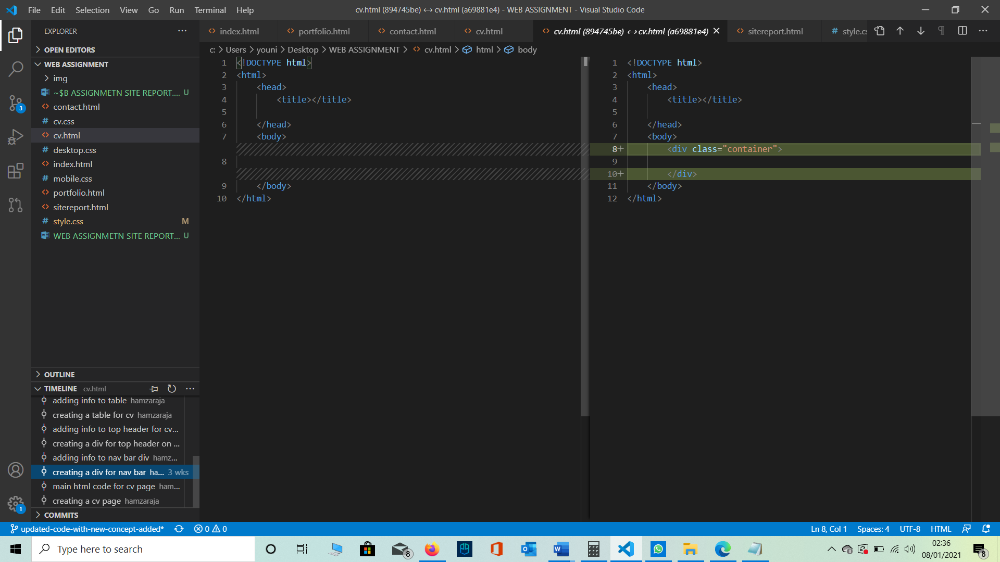 File Edit Selection View Go Run Terminal Help
cv.html (894745be) ↔ cv.html (a69881e4) - WEB ASSIGNMENT - Visual Studio Code
EXPLORER
index.html portfolio.html contact.html cv.html cv.html (894745be) ↔ cv.html (a69881e4) sitereport.html style.cs
OPEN EDITORS
c: > Users > youni > Desktop > WEB ASSIGNMENT > cv.html > html > body
WEB ASSIGNMENT
img
~$B ASSIGNMETN SITE REPORT.... U
contact.html
cv.css
cv.html
desktop.css
index.html
mobile.css
portfolio.html
sitereport.html
style.css M
WEB ASSIGNMETN SITE REPORT... U
3
1 <!DOCTYPE html>
2 <html>
3 <head>
4 <title></title>
5
6 </head>
7 <body>
8
9 </body>
10 </html>
1 <!DOCTYPE html>
2 <html>
3 <head>
4 <title></title>
5
6 </head>
7 <body>
8+ <div class="container">
9
10+ </div>
11 </body>
12 </html>
OUTLINE
TIMELINE cv.html
adding info to table hamzaraja
creating a table for cv hamzaraja
adding info to top header for cv...
creating a div for top header on ...
adding info to nav bar div hamz...
creating a div for nav bar ha... 3 wks
main html code for cv page ham...
creating a cv page hamzaraja
1
COMMITS
updated-code-with-new-concept-added* 0 0 Ln 8, Col 1 Spaces: 4 UTF-8 HTML
Type here to search
8
02:36
08/01/2021
8